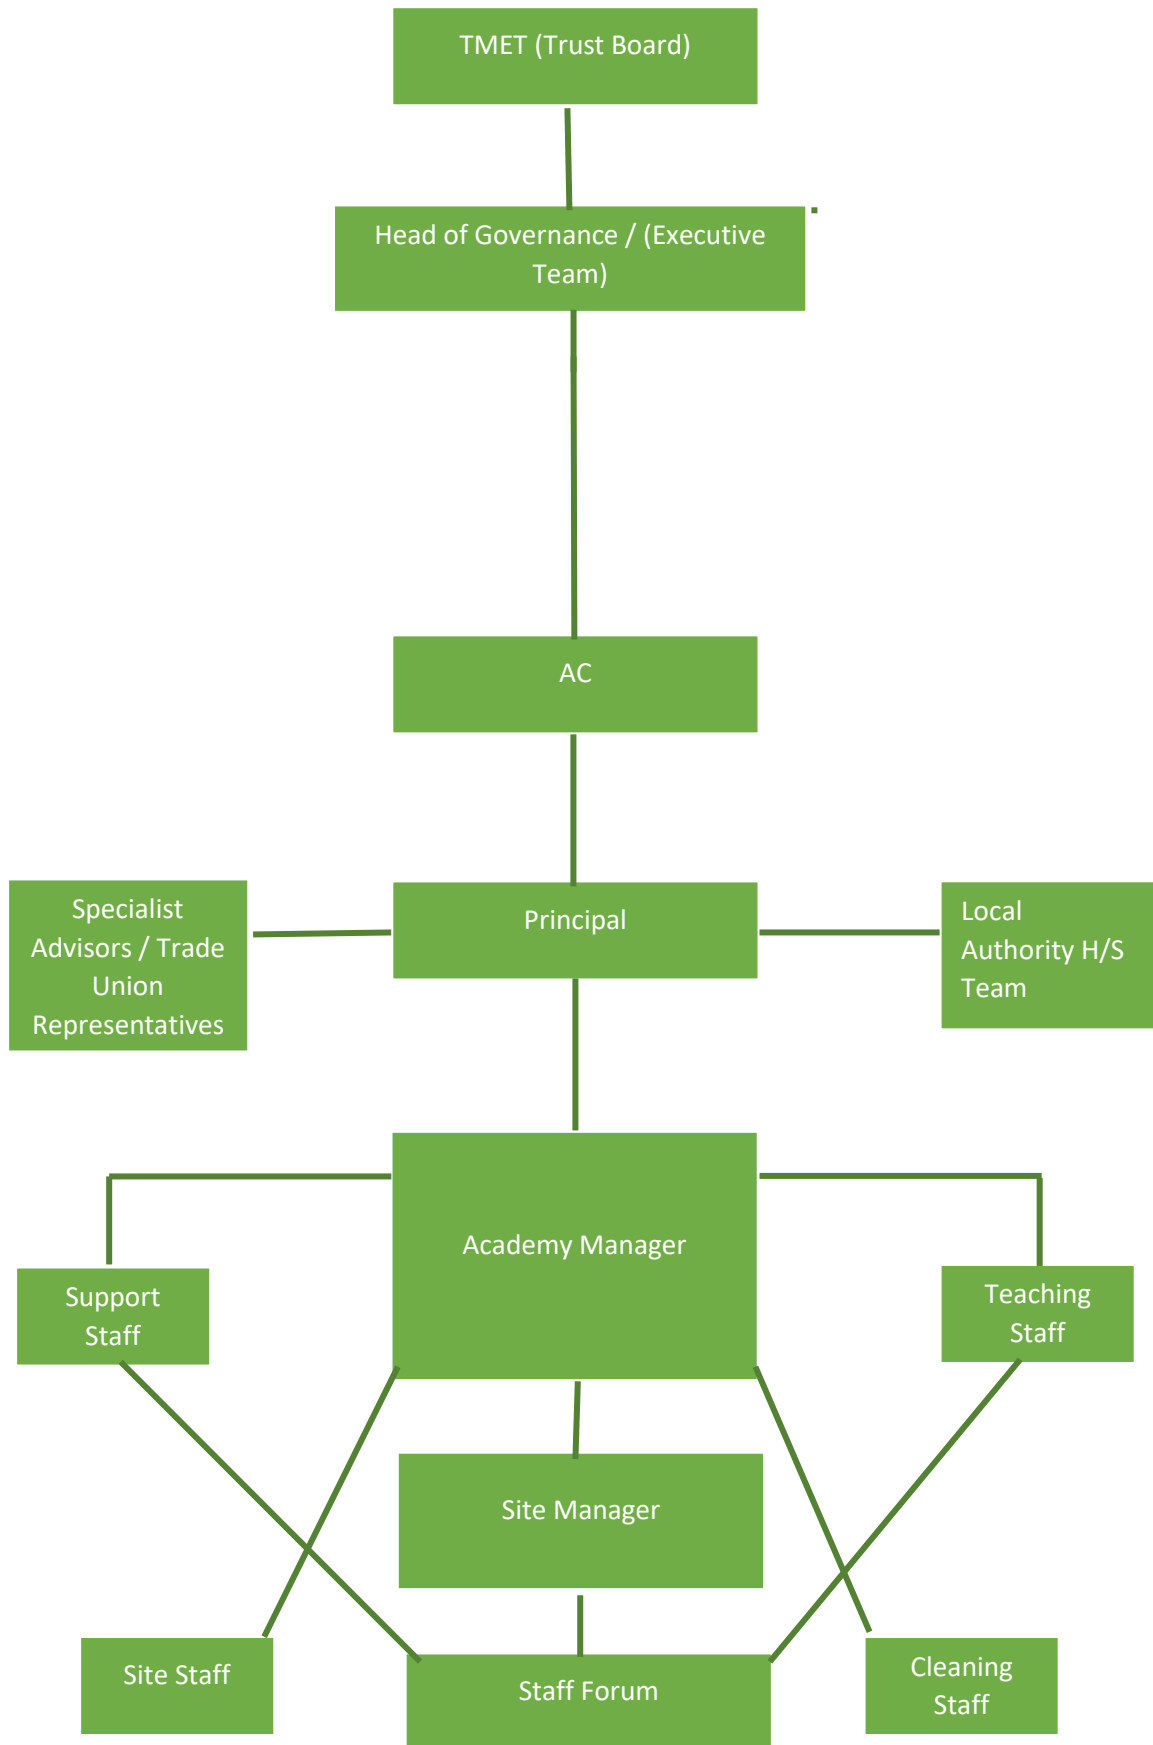 TMET (Trust Board)
Head of Governance / (Executive
Team)
AC
Specialist
Advisors / Trade
Union
Representatives
Principal
Local
Authority H/S
Team
Academy Manager
Support
Staff
Teaching
Staff
Site Manager
Site Staff
Staff Forum
Cleaning
Staff